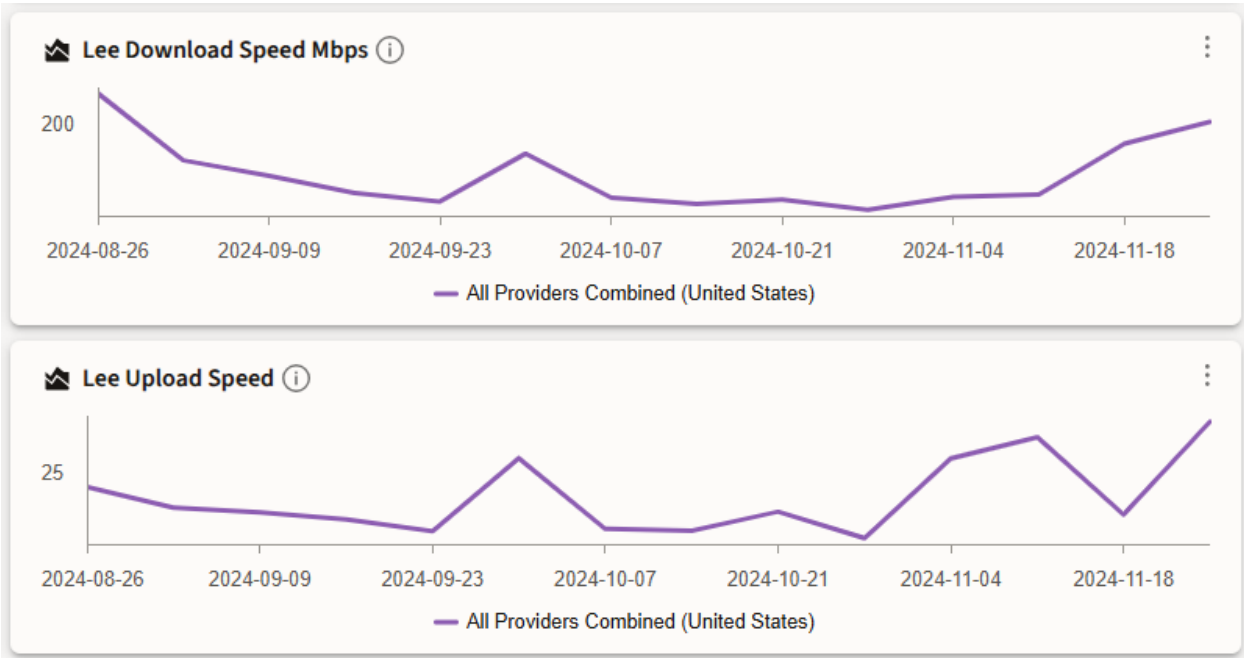 Lee Download Speed Mbps
200
2024-08-26 2024-09-09 2024-09-23 2024-10-07 2024-10-21 2024-11-04 2024-11-18
All Providers Combined (United States)
Lee Upload Speed
25
2024-08-26 2024-09-09 2024-09-23 2024-10-07 2024-10-21 2024-11-04 2024-11-18
All Providers Combined (United States)